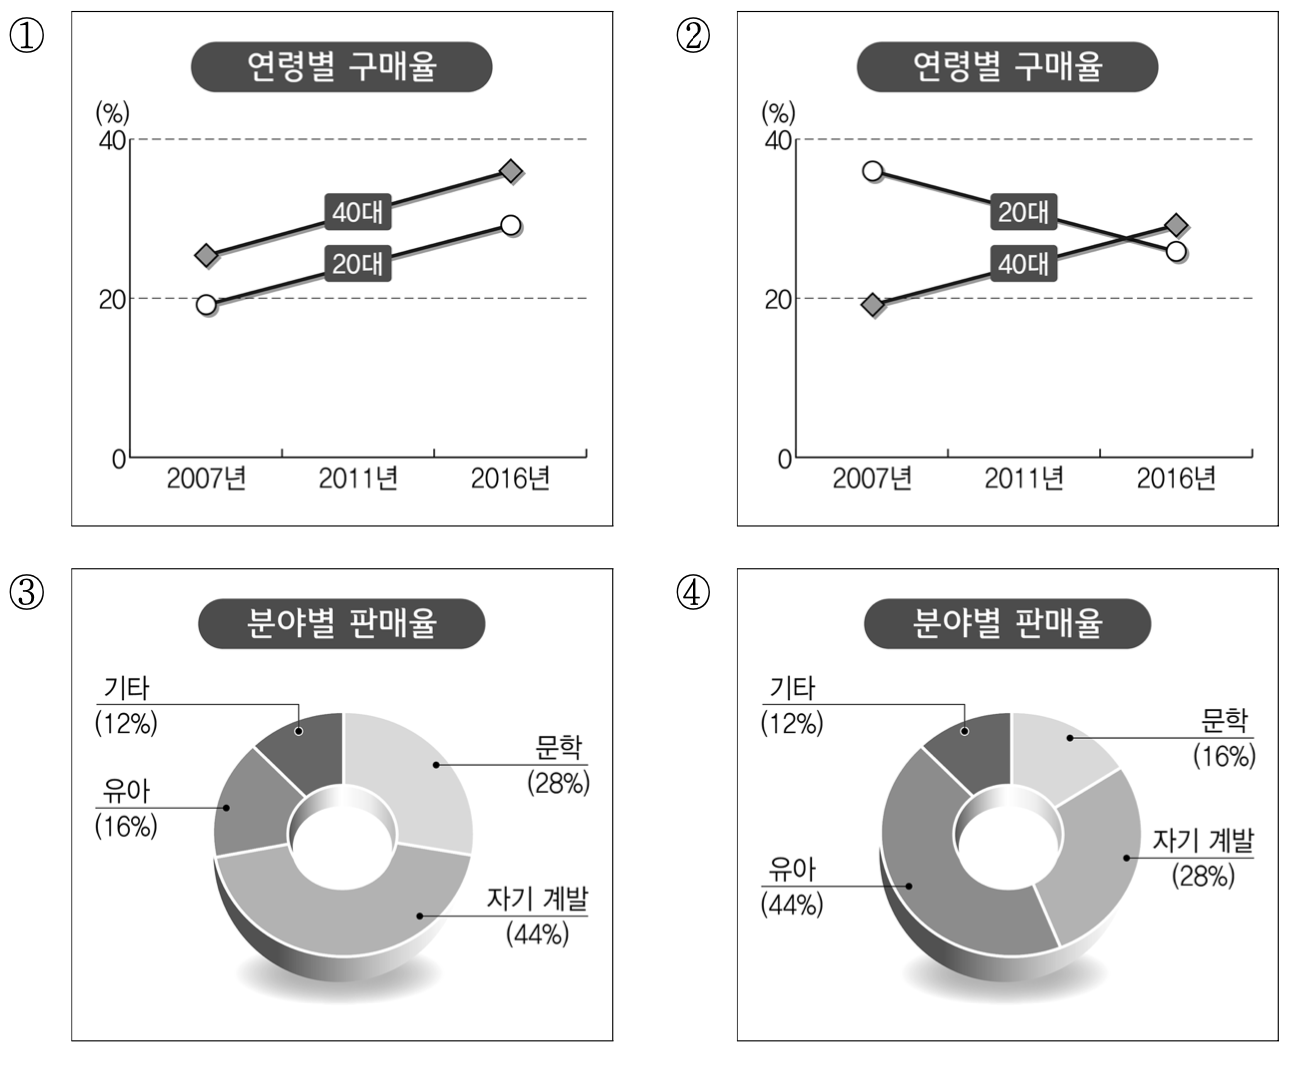 ①
연령별 구매율
(%)
40
40대
20대
20
0
2007년 2011년 2016년
②
연령별 구매율
(%)
40
20대
40대
20
0
2007년 2011년 2016년
③
분야별 판매율
기타
(12%)
문학
(28%)
유아
(16%)
자기 계발
(44%)
④
분야별 판매율
기타
(12%)
문학
(16%)
자기 계발
(28%)
유아
(44%)